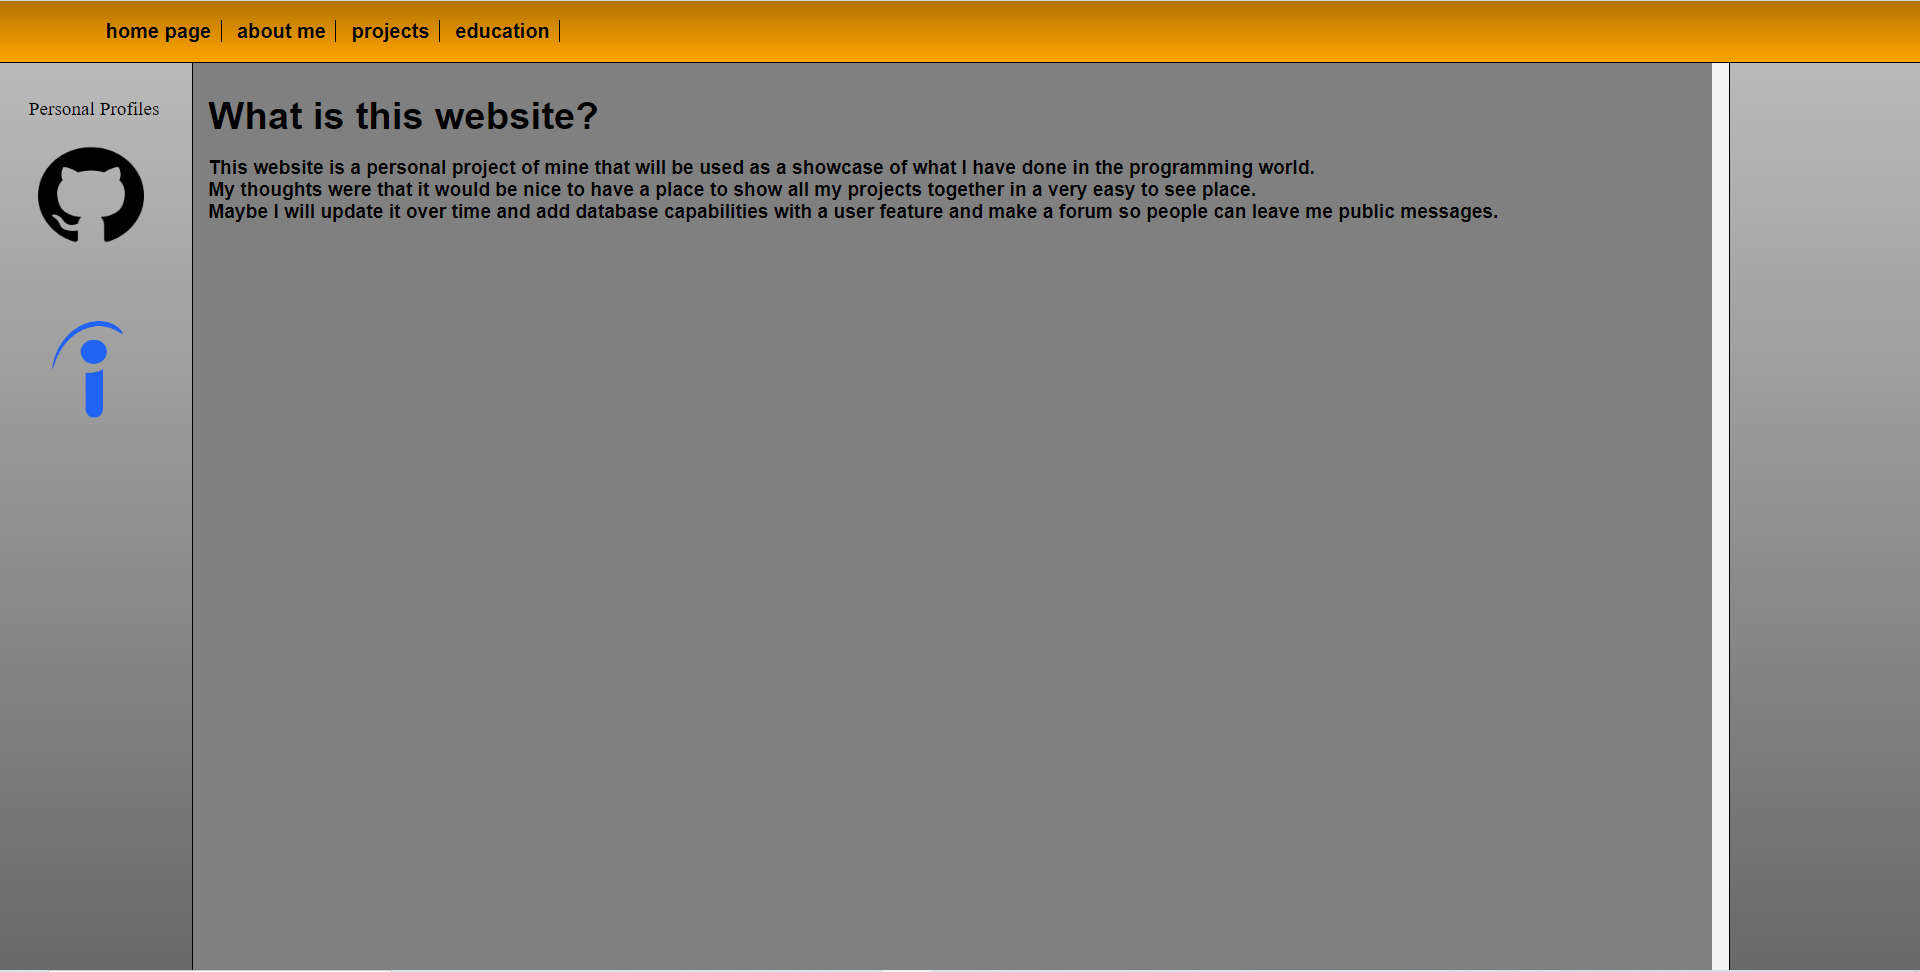 home page about me projects education
Personal Profiles
What is this website?
This website is a personal project of mine that will be used as a showcase of what I have done in the programming world.
My thoughts were that it would be nice to have a place to show all my projects together in a very easy to see place.
Maybe I will update it over time and add database capabilities with a user feature and make a forum so people can leave me public messages.